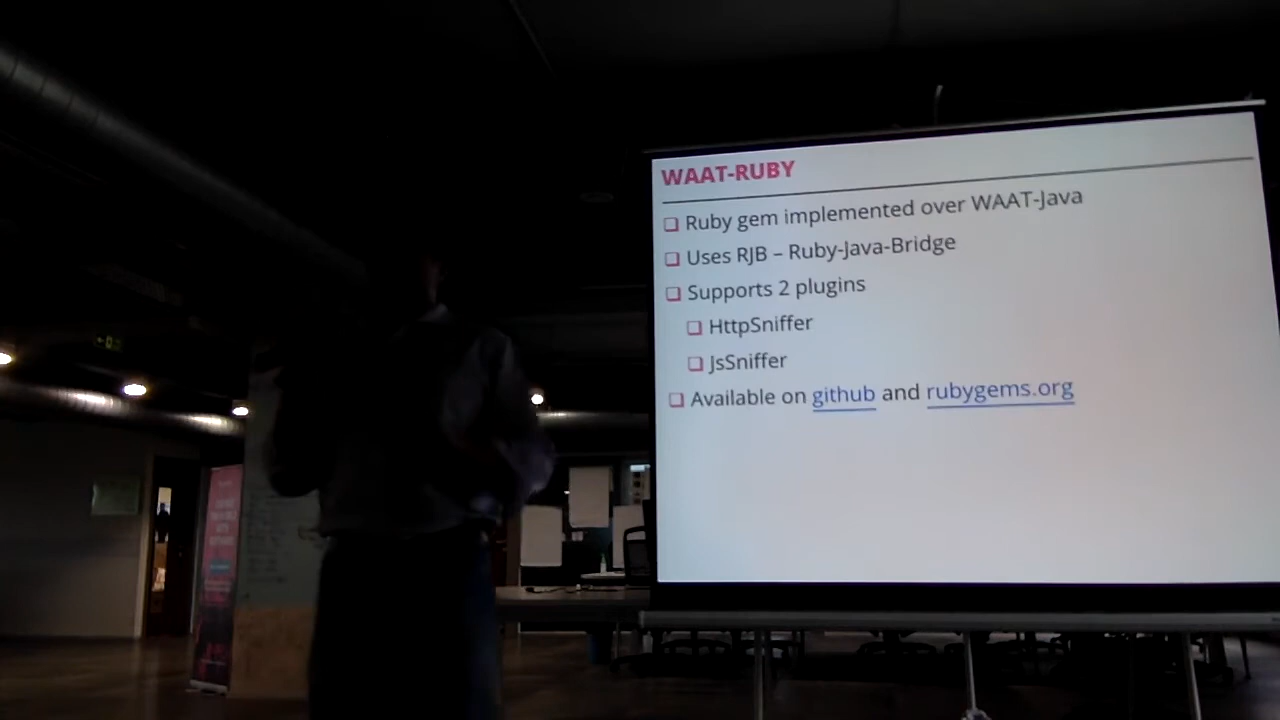 WAAT-RUBY
Ruby gem implemented over WAAT-Java
Uses RJB – Ruby-Java-Bridge
Supports 2 plugins
HttpSniffer
JsSniffer
Available on github and rubygems.org